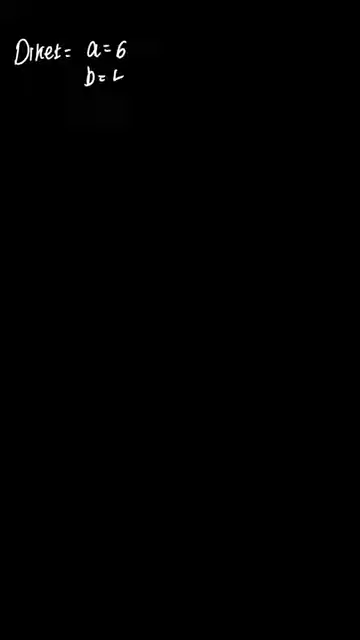 Diket = a = 6
b =